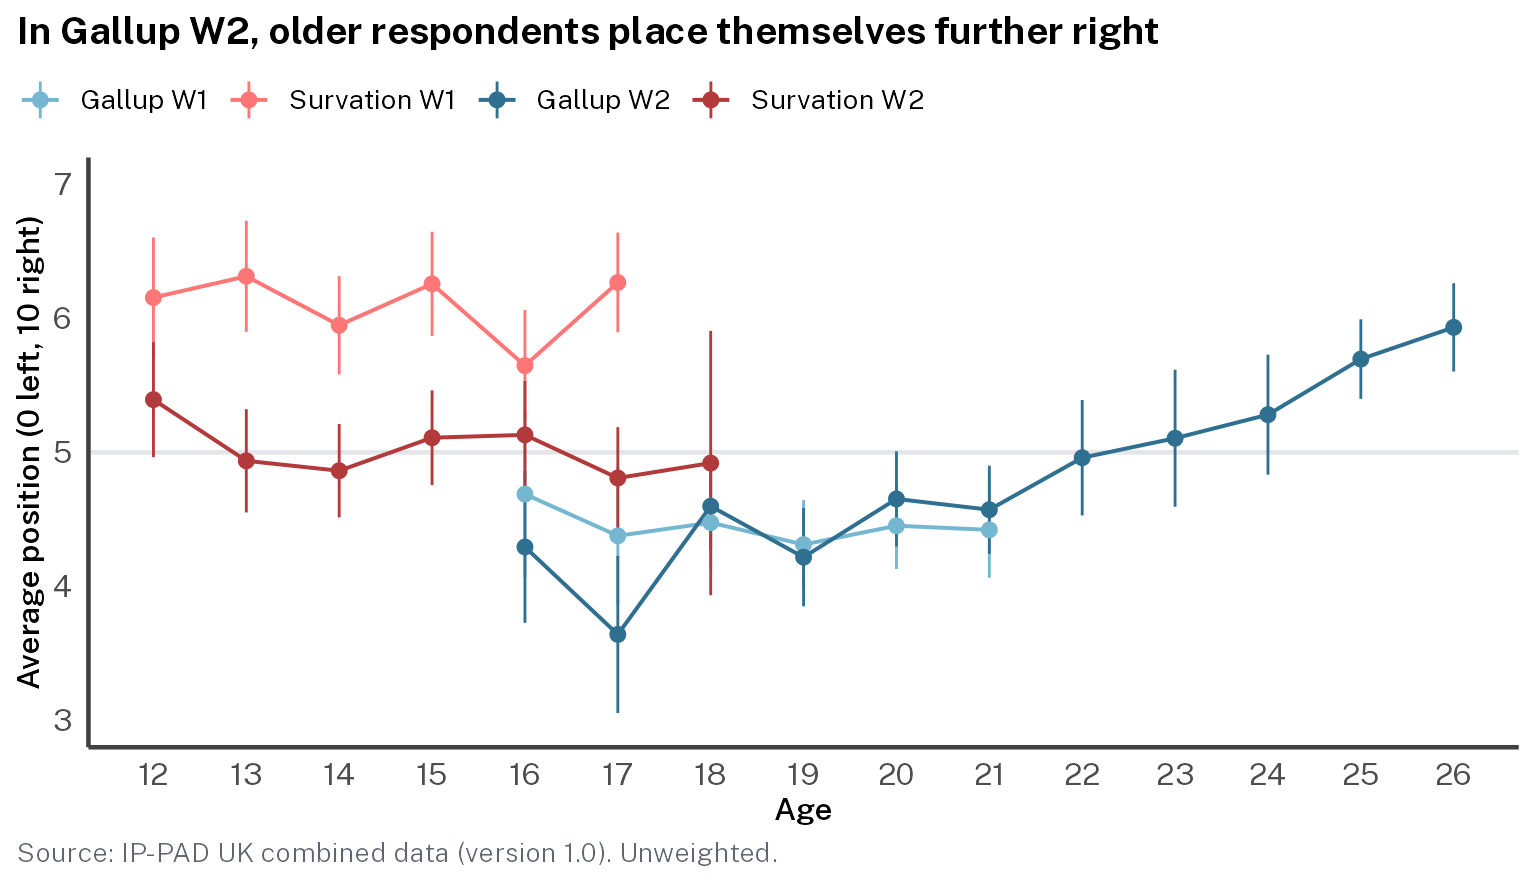 In Gallup W2, older respondents place themselves further right
Gallup W1 Survation W1 Gallup W2 Survation W2
Average position (0 left, 10 right)
7
6
5
4
3
12 13 14 15 16 17 18 19 20 21 22 23 24 25 26
Age
Source: IP-PAD UK combined data (version 1.0). Unweighted.